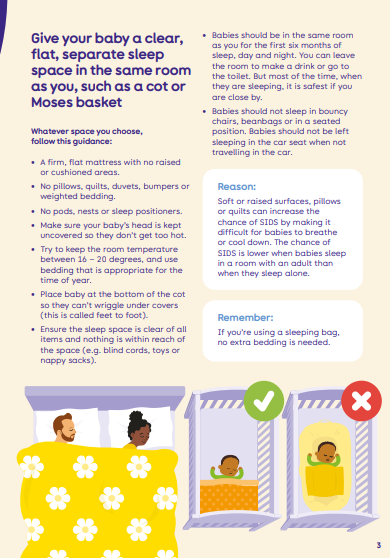 Give your baby a clear,
flat, separate sleep
space in the same room
as you, such as a cot or
Moses basket
Whatever space you choose,
follow this guidance:
• A firm, flat mattress with no raised
or cushioned areas.
• No pillows, quilts, duvets, bumpers or
weighted bedding.
• No pods, nests or sleep positioners.
• Make sure your baby's head is kept
uncovered so they don't get too hot.
• Try to keep the room temperature
between 16 – 20 degrees, and use
bedding that is appropriate for the
time of year.
• Place baby at the bottom of the cot
so they can't wriggle under covers
(this is called feet to foot).
• Ensure the sleep space is clear of all
items and nothing is within reach of
the space (e.g. blind cords, toys or
nappy sacks).
• Babies should be in the same room
as you for the first six months of
sleep, day and night. You can leave
the room to make a drink or go to
the toilet. But most of the time, when
they are sleeping, it is safest if you
are close by.
• Babies should not sleep in bouncy
chairs, beanbags or in a seated
position. Babies should not be left
sleeping in the car seat when not
travelling in the car.
Reason:
Soft or raised surfaces, pillows
or quilts can increase the
chance of SIDS by making it
difficult for babies to breathe
or cool down. The chance of
SIDS is lower when babies sleep
in a room with an adult than
when they sleep alone.
Remember:
If you're using a sleeping bag,
no extra bedding is needed.
3